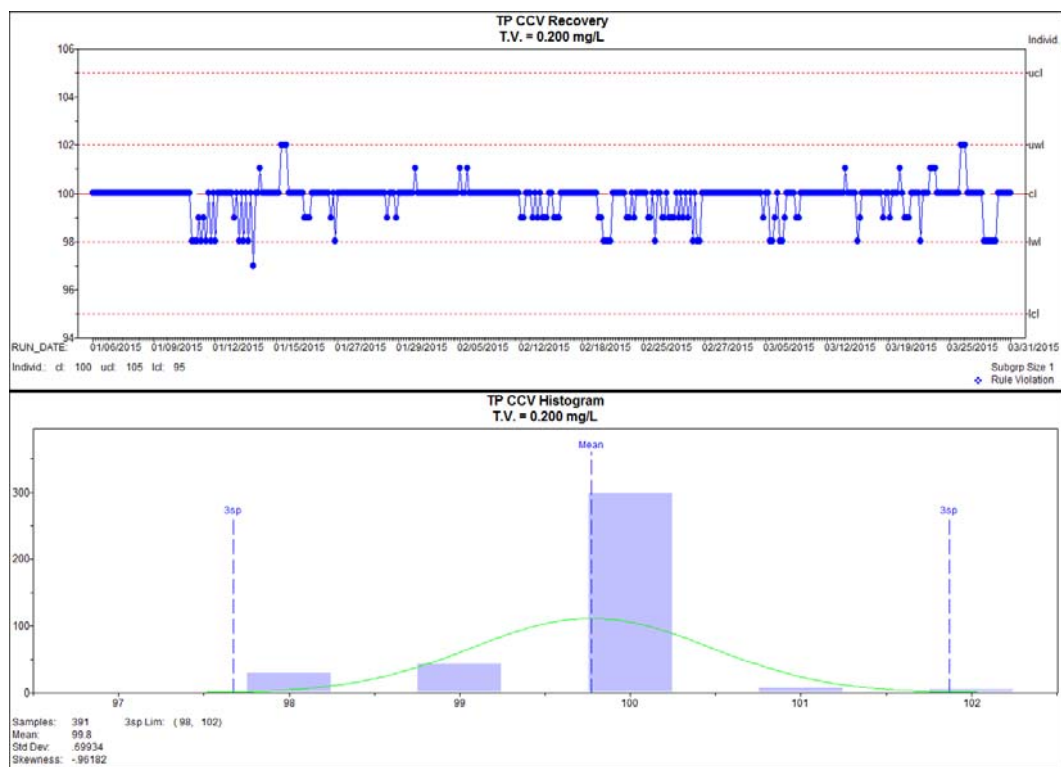 TP CCV Recovery
T.V. = 0.200 mg/L
Individ.
106
104
102
100
98
96
94
ucl
uwl
cl
lwl
lcl
RUN_DATE: 01/06/2015 01/09/2015 01/12/2015 01/15/2015 01/27/2015 01/29/2015 02/05/2015 02/12/2015 02/18/2015 02/25/2015 02/27/2015 03/05/2015 03/12/2015 03/19/2015 03/25/2015 03/31/2015
Individ.: cl: 100 ucl: 105 lcl: 95
Subgrp Size 1
Rule Violation
TP CCV Histogram
T.V. = 0.200 mg/L
Mean
3sp
3sp
300
200
100
0
97 98 99 100 101 102
Samples: 391 3sp Lim: ( 98, 102)
Mean: 99.8
Std Dev: .69934
Skewness: -.96182